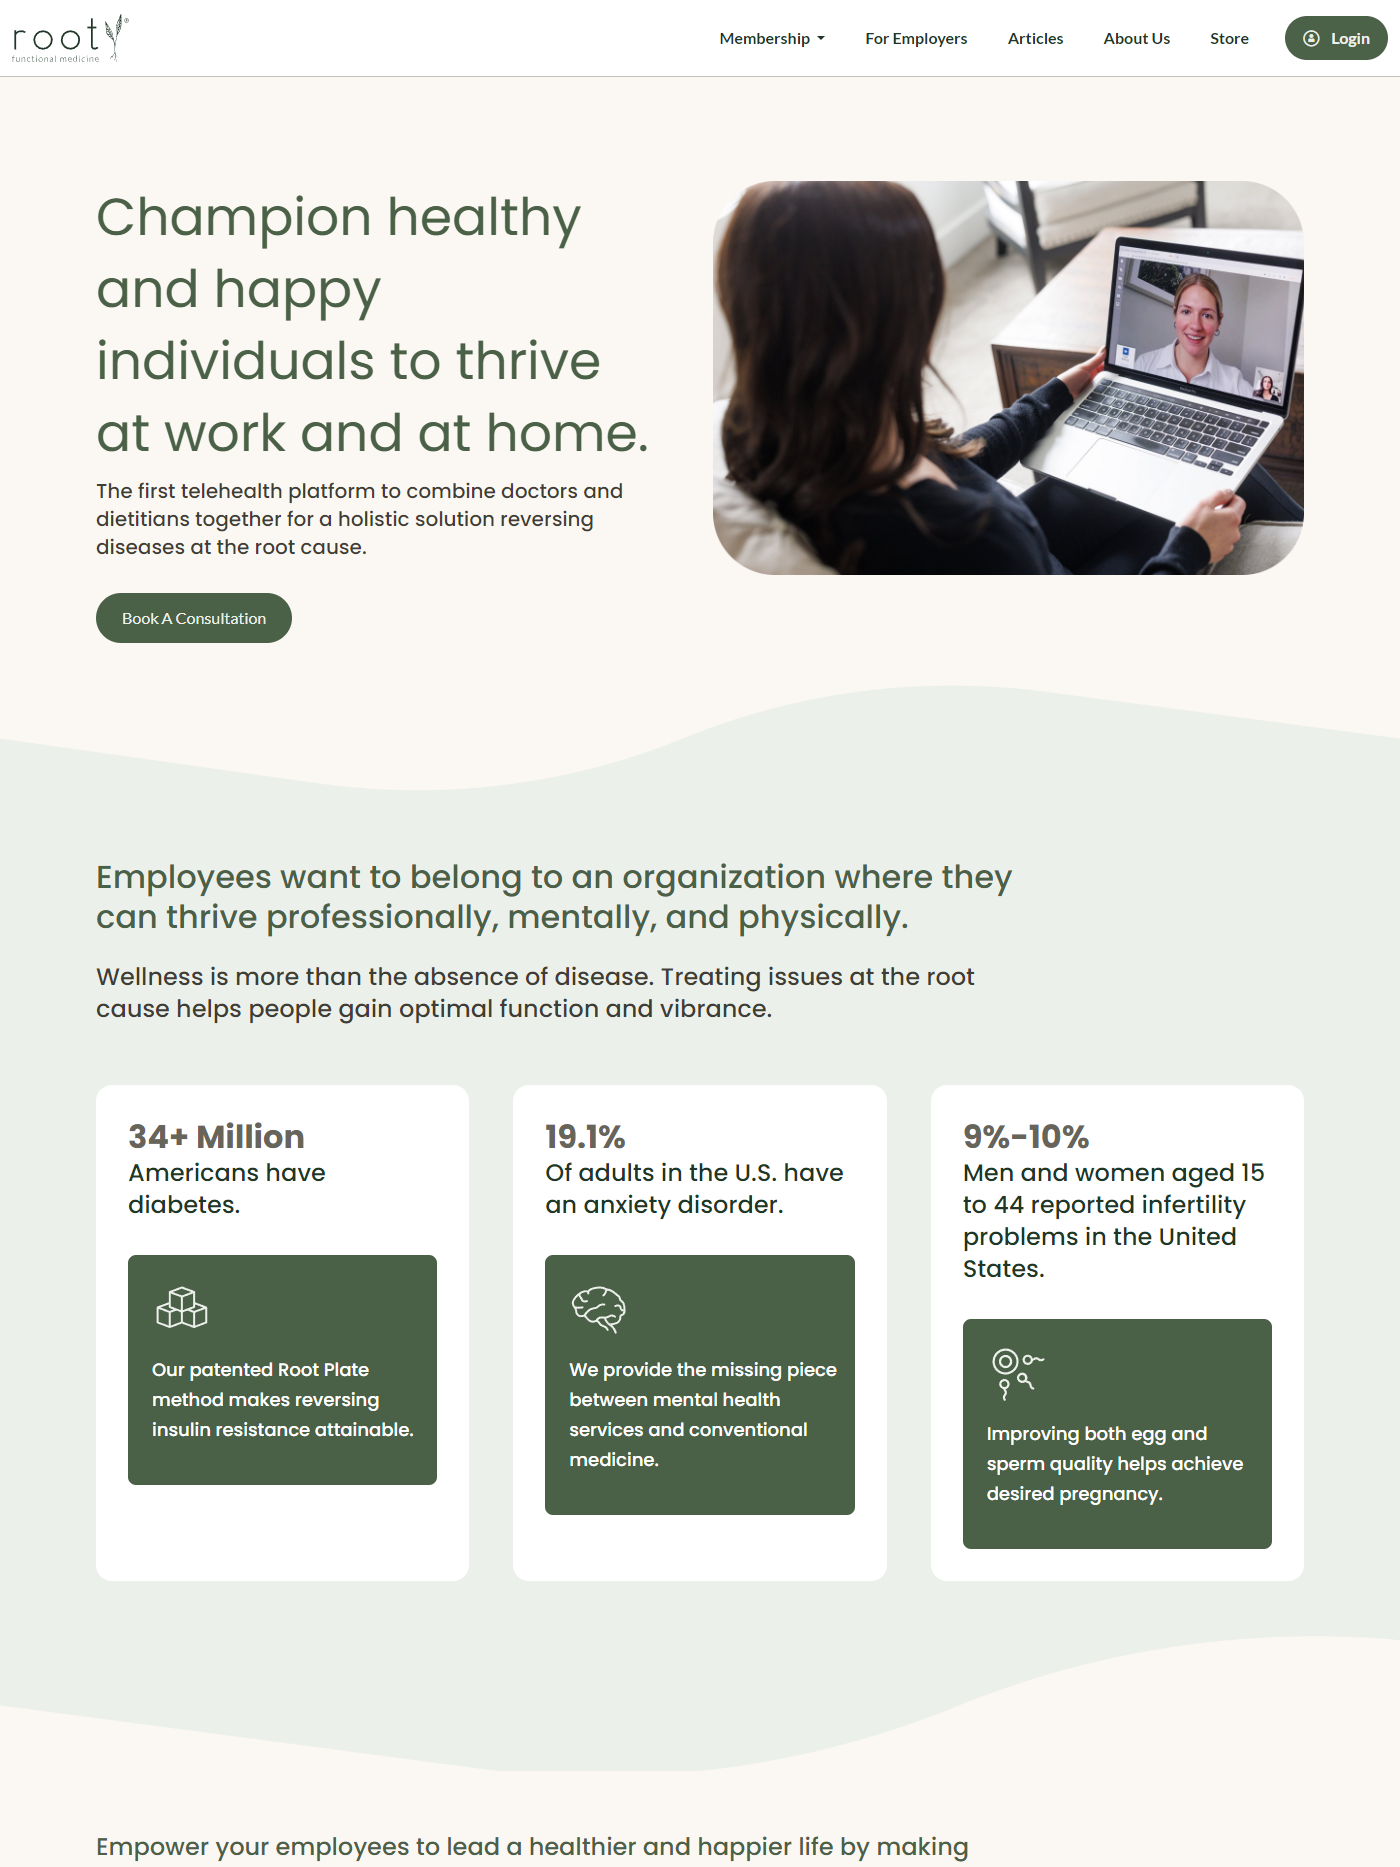 rooty®
functional medicine
Membership
For Employers
Articles
About Us
Store
Login
Champion healthy
and happy
individuals to thrive
at work and at home.
The first telehealth platform to combine doctors and
dietitians together for a holistic solution reversing
diseases at the root cause.
Book A Consultation
Employees want to belong to an organization where they
can thrive professionally, mentally, and physically.
Wellness is more than the absence of disease. Treating issues at the root
cause helps people gain optimal function and vibrance.
34+ Million
Americans have
diabetes.
Our patented Root Plate
method makes reversing
insulin resistance attainable.
19.1%
Of adults in the U.S. have
an anxiety disorder.
We provide the missing piece
between mental health
services and conventional
medicine.
9%-10%
Men and women aged 15
to 44 reported infertility
problems in the United
States.
Improving both egg and
sperm quality helps achieve
desired pregnancy.
Empower your employees to lead a healthier and happier life by making